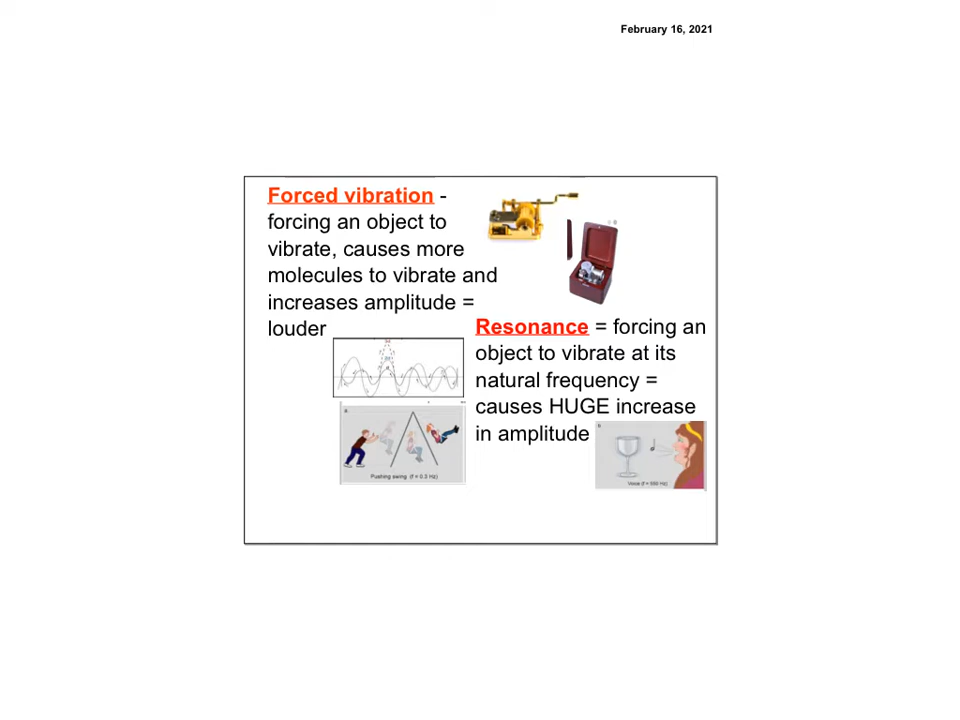 February 16, 2021
Forced vibration -
forcing an object to
vibrate, causes more
molecules to vibrate and
increases amplitude =
louder
Resonance = forcing an
object to vibrate at its
natural frequency =
causes HUGE increase
in amplitude
Pushing swing (f = 0.3 Hz)
Voice (f = 550 Hz)